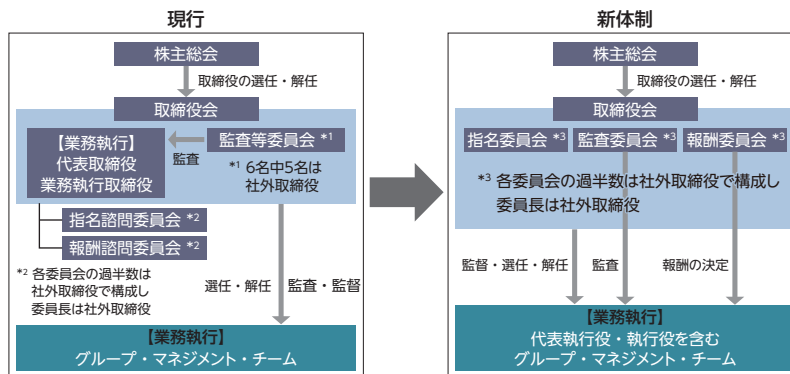 現行
株主総会
取締役の選任・解任
取締役会
【業務執行】
代表取締役
業務執行取締役
監査
監査等委員会 *1
*1 6名中5名は
社外取締役
指名諮問委員会 *2
報酬諮問委員会 *2
*2 各委員会の過半数は
社外取締役で構成し
委員長は社外取締役
選任・解任
監査・監督
【業務執行】
グループ・マネジメント・チーム
新体制
株主総会
取締役の選任・解任
取締役会
指名委員会 *3
監査委員会 *3
報酬委員会 *3
*3 各委員会の過半数は社外取締役で構成し
委員長は社外取締役
監督・選任・解任
監査
報酬の決定
【業務執行】
代表執行役・執行役を含む
グループ・マネジメント・チーム